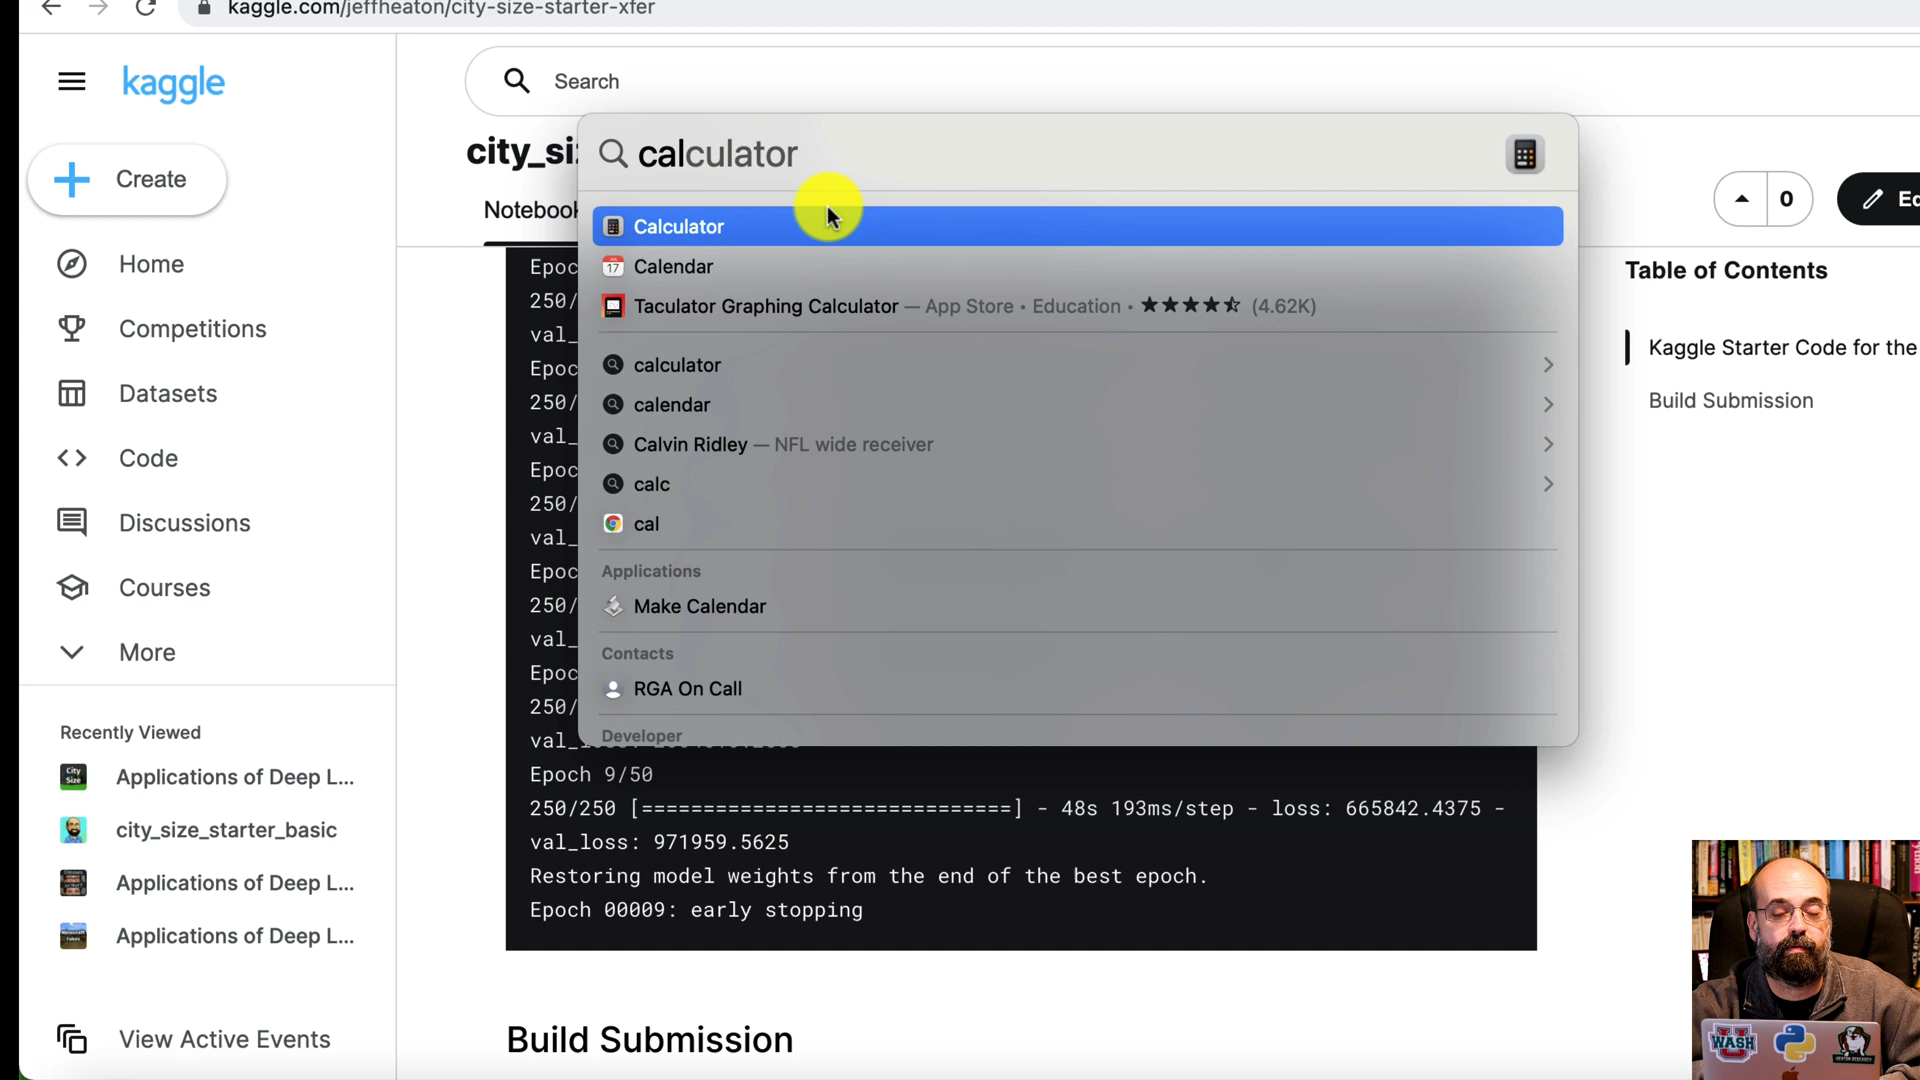 kaggle.com/jeffheaton/city-size-starter-xfer
kaggle
Search
Create
city_si
calculator
0
Notebook
Home
Competitions
Datasets
Code
Discussions
Courses
More
Recently Viewed
City Size
Applications of Deep L...
city_size_starter_basic
Applications of Deep L...
Applications of Deep L...
View Active Events
Calculator
17
Calendar
Taculator Graphing Calculator — App Store • Education • ★★★★⯪ (4.62K)
calculator
calendar
Calvin Ridley — NFL wide receiver
calc
cal
Applications
Make Calendar
Contacts
RGA On Call
Developer
Epoc
250/
val_
Epoc
250/
val_
Epoc
250/
val_
Epoc
250/
val_
Epoc
250/
Epoch 9/50
250/250 [==============================] - 48s 193ms/step - loss: 665842.4375 -
val_loss: 971959.5625
Restoring model weights from the end of the best epoch.
Epoch 00009: early stopping
Build Submission
Table of Contents
Kaggle Starter Code for the
Build Submission
WASH